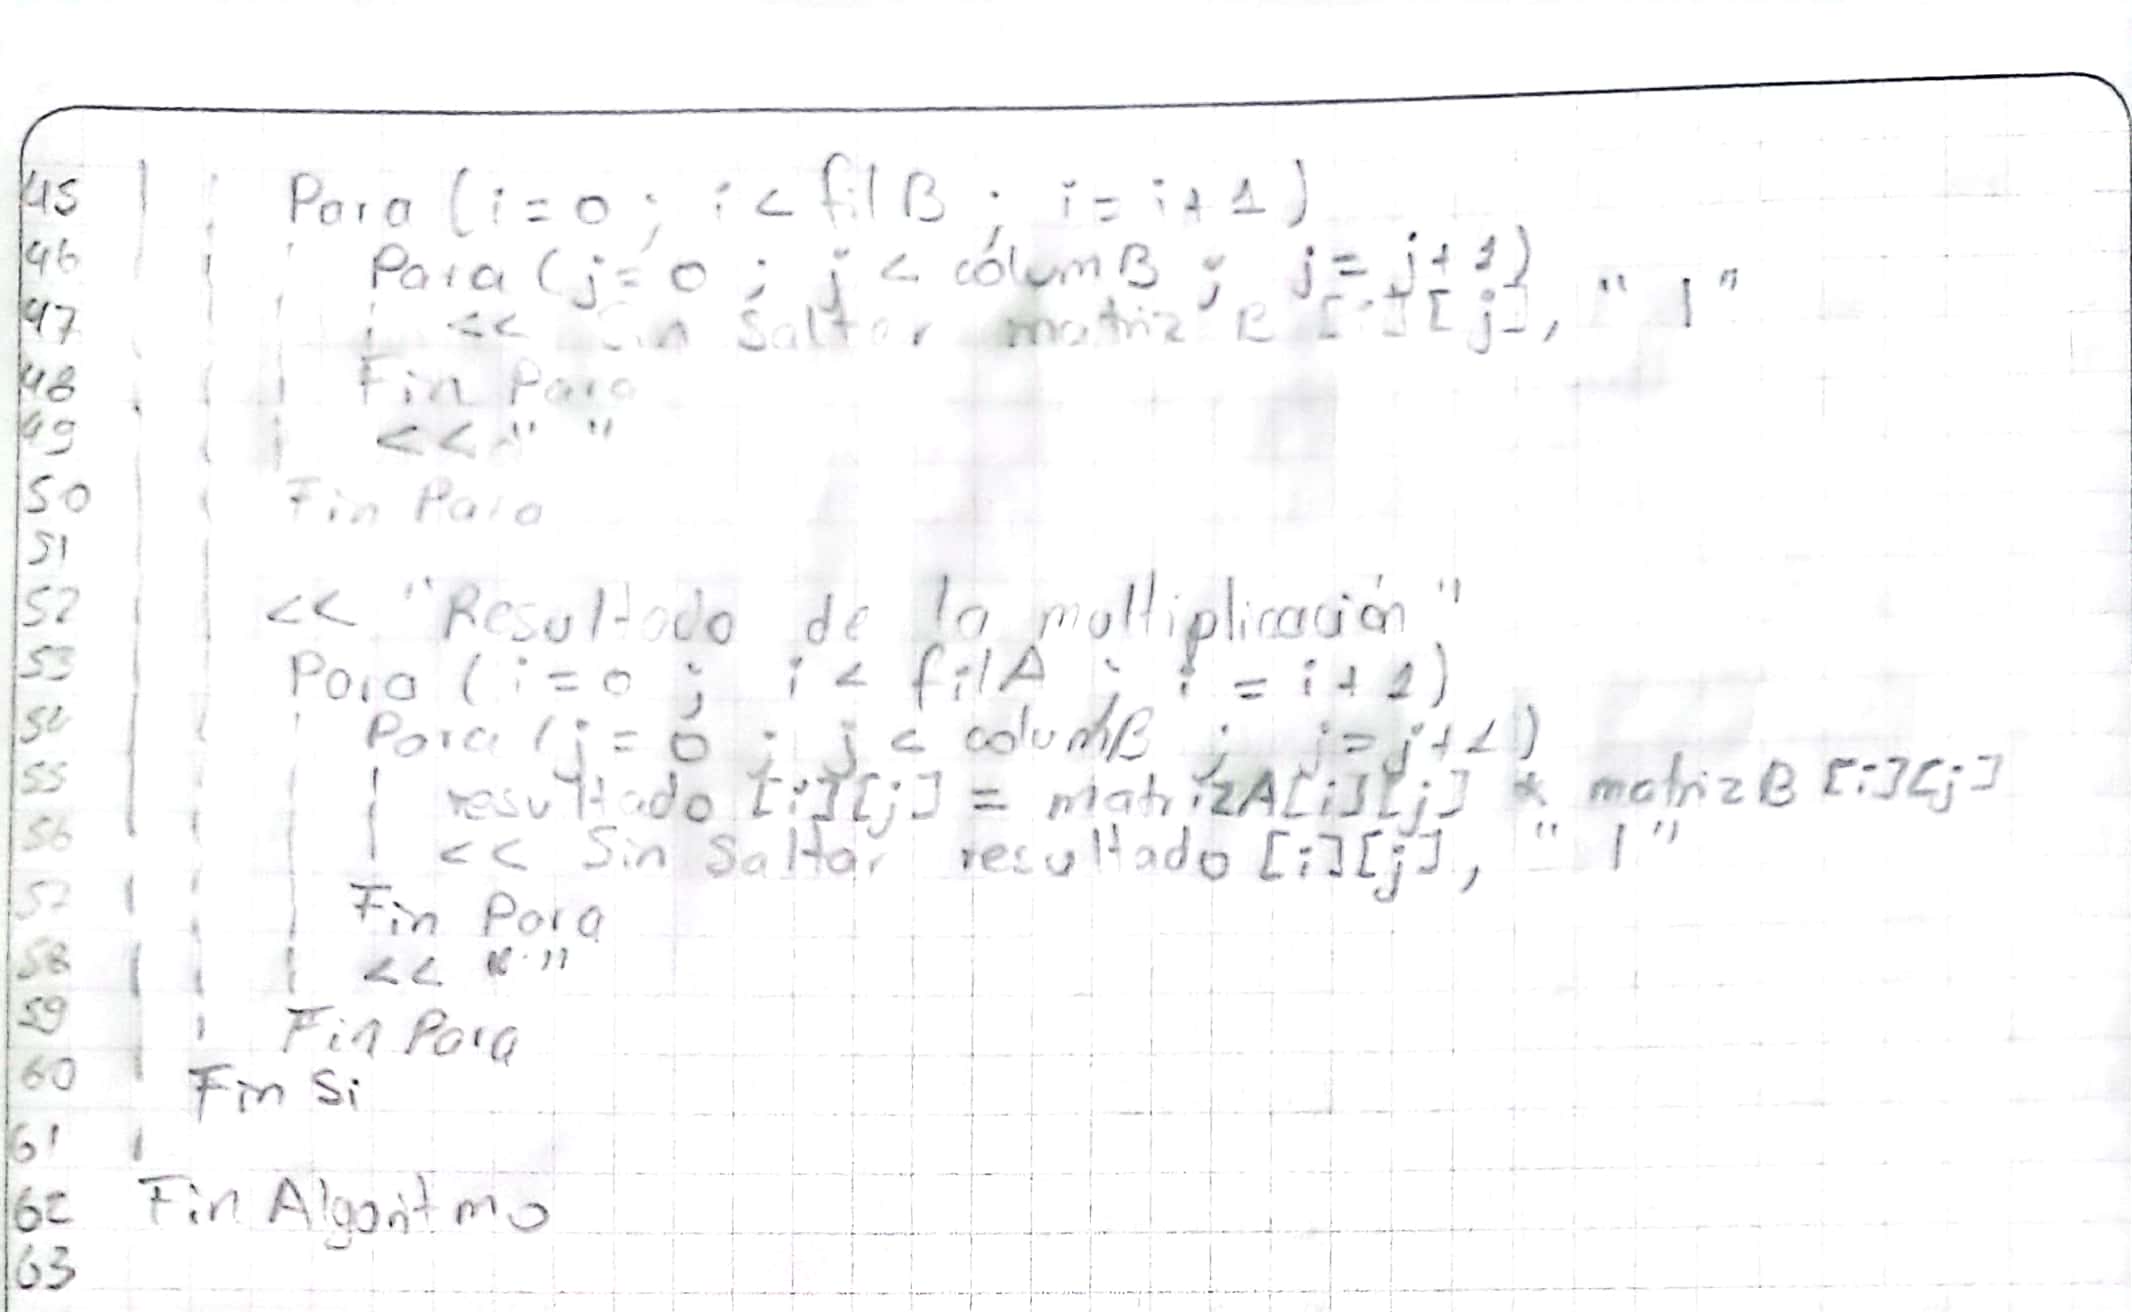 45 Para (i=0 ; i< filB ; i= i+1)
46 Para (j=0 ; j < columB ; j= j+1)
47 << Sin Saltar matriz B [i][j], " |"
48 Fin Para
49 << " "
50 Fin Para
51
52 << "Resultado de la multiplicación"
53 Para (i=0 ; i < filA ; i = i+1)
54 Para (j=0 ; j < columB ; j=j+1)
55 resultado [i][j] = matrizA[i][j] * matrizB [i][j]
56 << Sin Saltar resultado [i][j], " |"
57 Fin Para
58 << " "
59 Fin Para
60 Fin Si
61
62 Fin Algoritmo
63